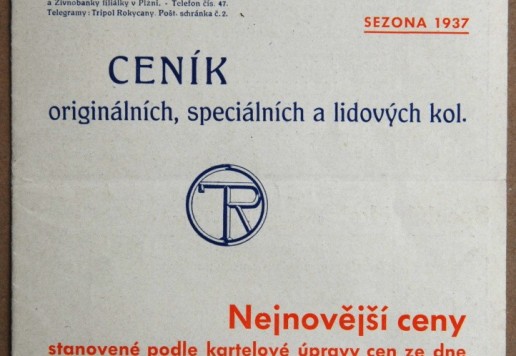 a Živnobanky filiálky v Plzni. - Telefon čís. 47.
Telegramy: Tripol Rokycany. Pošt. schránka č. 2.
SEZONA 1937
CENÍK
originálních, speciálních a lidových kol.
TR
Nejnovější ceny
stanovené podle kartelové úpravy cen ze dne